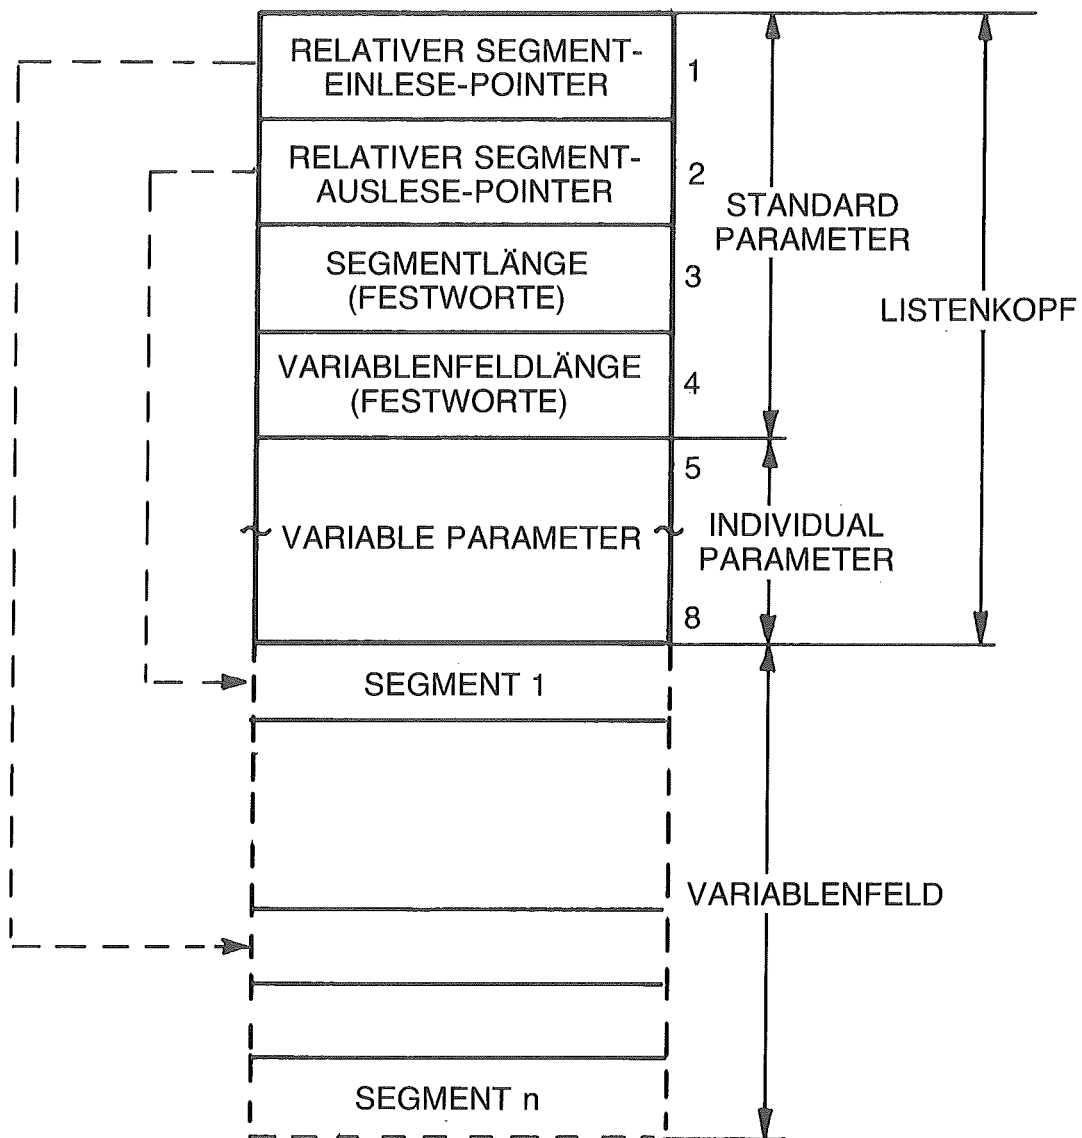 RELATIVER SEGMENT-
EINLESE-POINTER
1
RELATIVER SEGMENT-
AUSLESE-POINTER
2
STANDARD
PARAMETER
SEGMENTLÄNGE
(FESTWORTE)
3
LISTENKOPF
VARIABLENFELDLÄNGE
(FESTWORTE)
4
5
VARIABLE PARAMETER
INDIVIDUAL
PARAMETER
8
SEGMENT 1
VARIABLENFELD
SEGMENT n